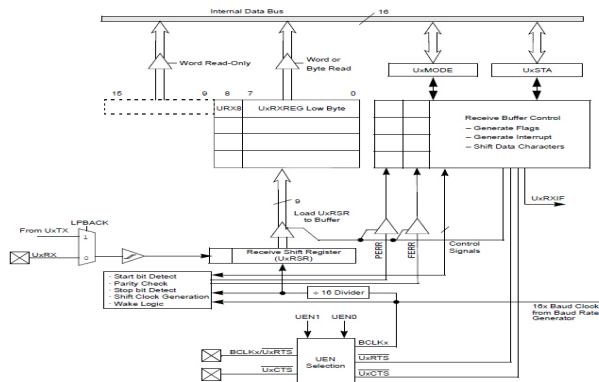 Internal Data Bus
16
Word Read-Only
Word or
Byte Read
UxMODE
UxSTA
15
9
8
7
0
URX8
UxRXREG Low Byte
Receive Buffer Control
– Generate Flags
– Generate Interrupt
– Shift Data Characters
9
Load UxRSR
to Buffer
UxRXIF
LPBACK
From UxTX
1
UxRX
0
Receive Shift Register
(UxRSR)
PERR
FERR
Control
Signals
· Start bit Detect
· Parity Check
· Stop bit Detect
· Shift Clock Generation
· Wake Logic
÷ 16 Divider
16x Baud Clock
from Baud Rate
Generator
UEN1
UEN0
BCLKx
BCLKx/UxRTS
UEN
Selection
UxRTS
UxCTS
UxCTS